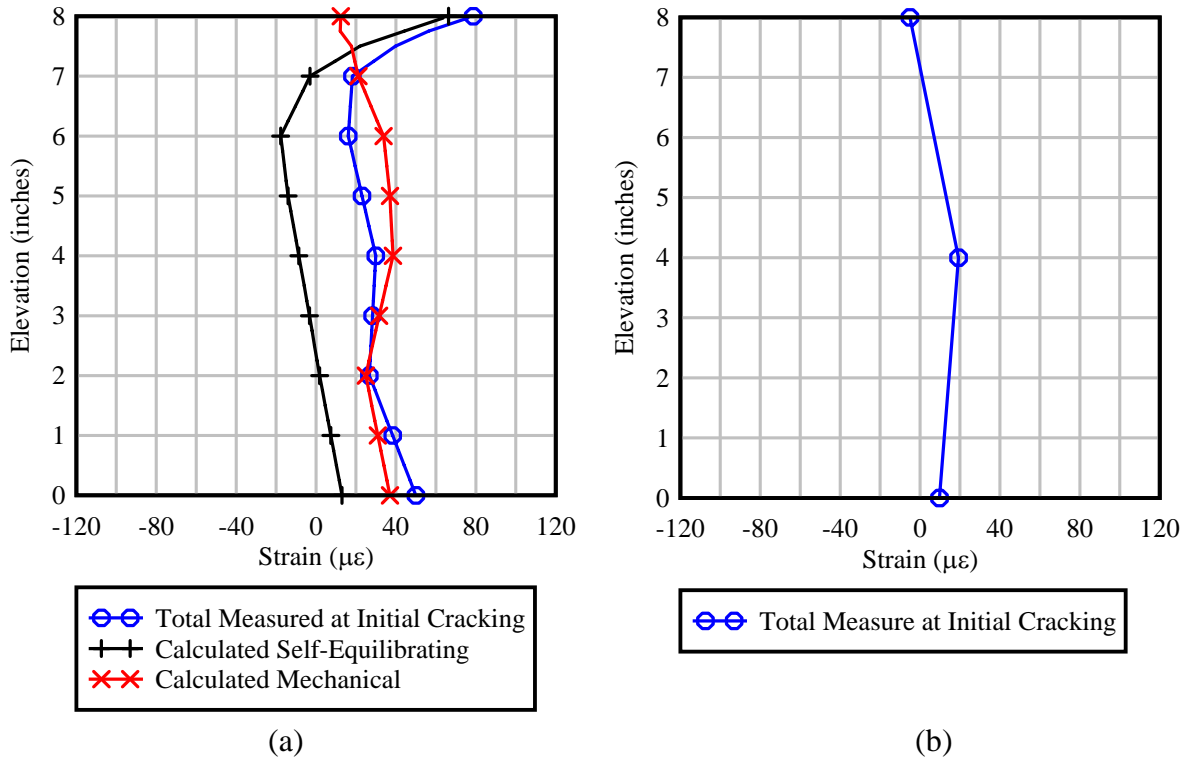 8
7
6
5
4
3
2
1
0
Elevation (inches)
-120 -80 -40 0 40 80 120
Strain (με)
Total Measured at Initial Cracking
Calculated Self-Equilibrating
Calculated Mechanical
(a)
8
7
6
5
4
3
2
1
0
Elevation (inches)
-120 -80 -40 0 40 80 120
Strain (με)
Total Measure at Initial Cracking
(b)